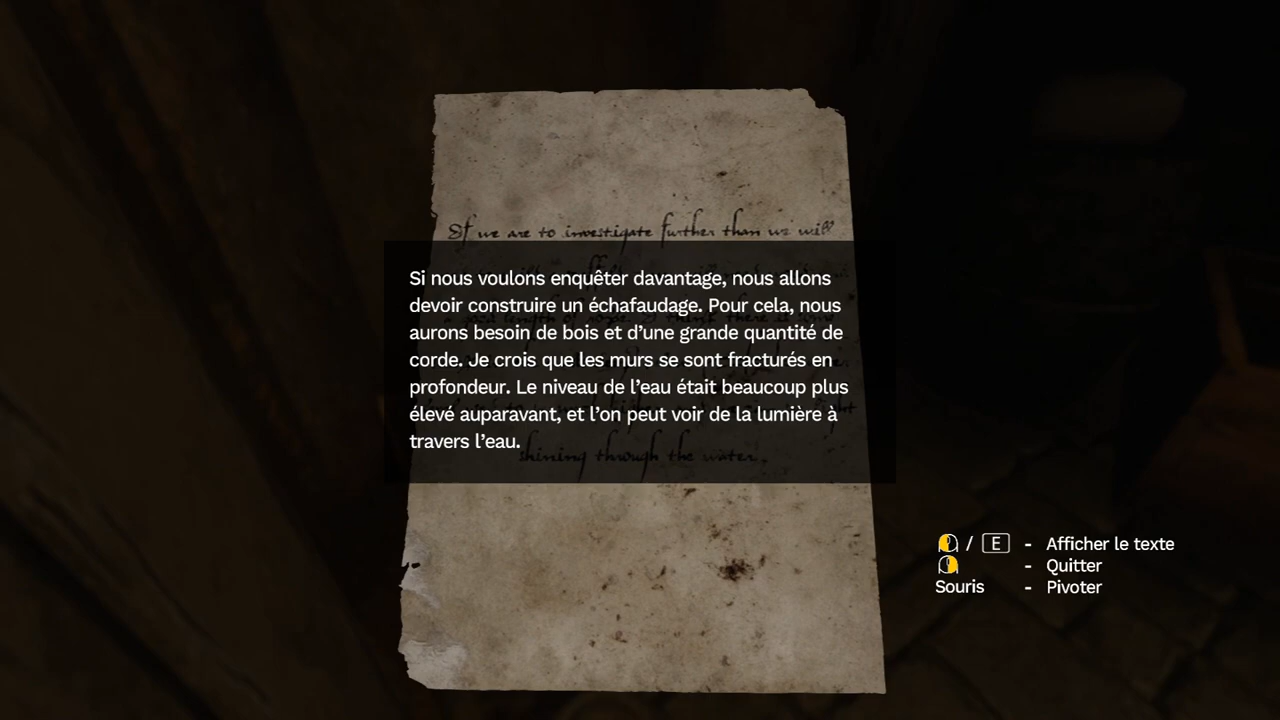 If we are to investigate further than we will
Si nous voulons enquêter davantage, nous allons
devoir construire un échafaudage. Pour cela, nous
aurons besoin de bois et d’une grande quantité de
corde. Je crois que les murs se sont fracturés en
profondeur. Le niveau de l’eau était beaucoup plus
élevé auparavant, et l’on peut voir de la lumière à
travers l’eau.
shining through the water.
/ E - Afficher le texte
- Quitter
Souris - Pivoter